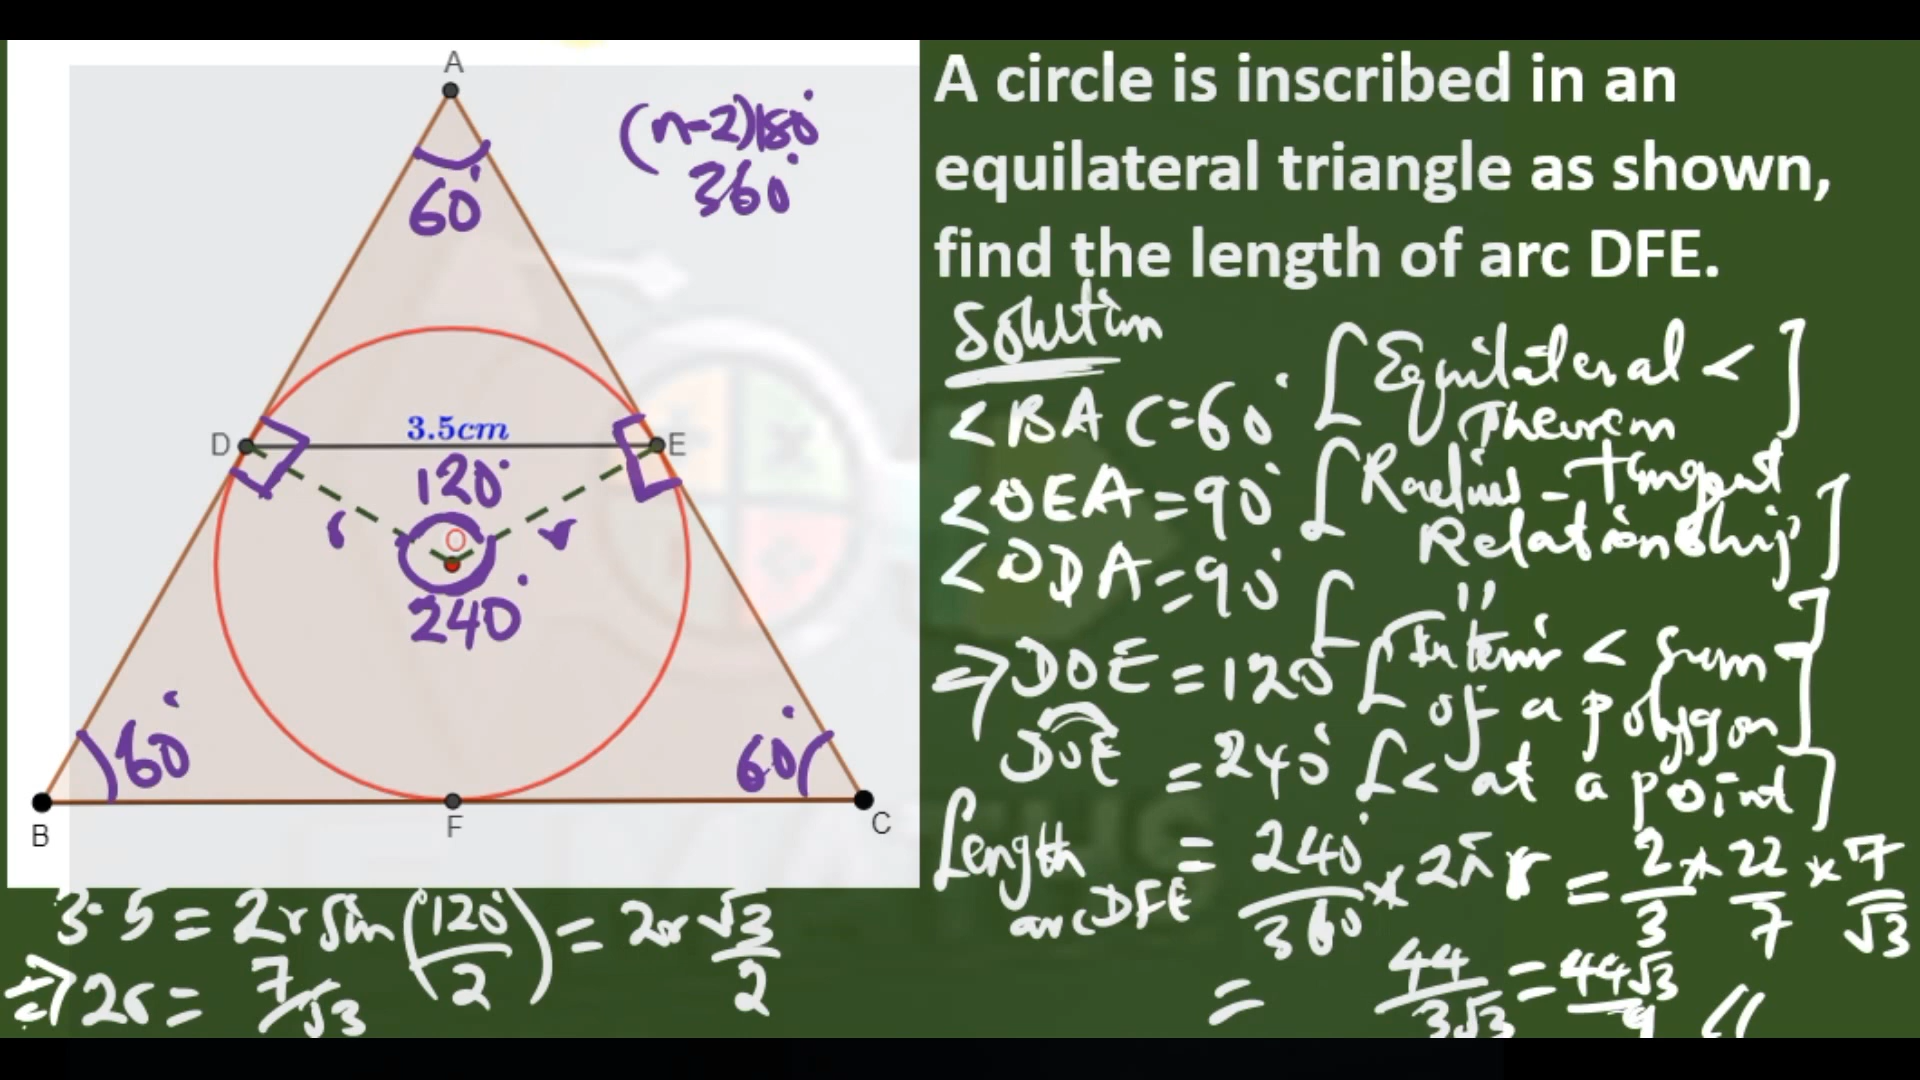 A circle is inscribed in an
equilateral triangle as shown,
find the length of arc DFE.
A
(n-2)180°
360°
60°
D
3.5cm
E
120°
r
O
r
240°
60°
60°
B
F
C
Solution
<BAC=60° [Equilateral <
Theorem]
<OEA=90° [Radius-tangent
Relationship]
<ODA=90° [ " ]
⇒DOE=120° [Interior < Sum
of a polygon]
DOE =240° [< at a point]
Length
arc DFE = 240°/360 × 2πr = 2/3 × 22/7 × 7/√3
= 44/3√3 = 44√3/9 //
3.5 = 2r Sin(120°/2) = 2r √3/2
⇒ 2r = 7/√3